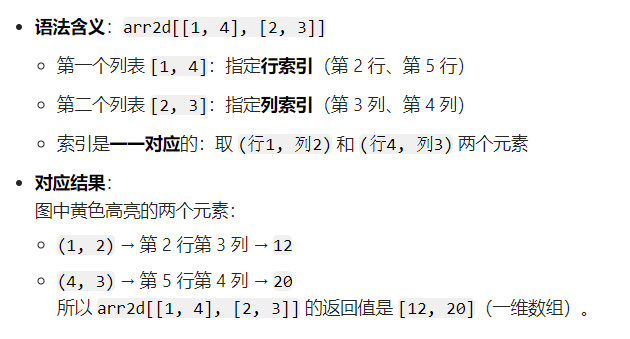 语法含义：arr2d[[1, 4], [2, 3]]
第一个列表 [1, 4]：指定行索引（第 2 行、第 5 行）
第二个列表 [2, 3]：指定列索引（第 3 列、第 4 列）
索引是一一对应的：取 (行1, 列2) 和 (行4, 列3) 两个元素
对应结果：
图中黄色高亮的两个元素：
(1, 2) → 第 2 行第 3 列 → 12
(4, 3) → 第 5 行第 4 列 → 20
所以 arr2d[[1, 4], [2, 3]] 的返回值是 [12, 20]（一维数组）。